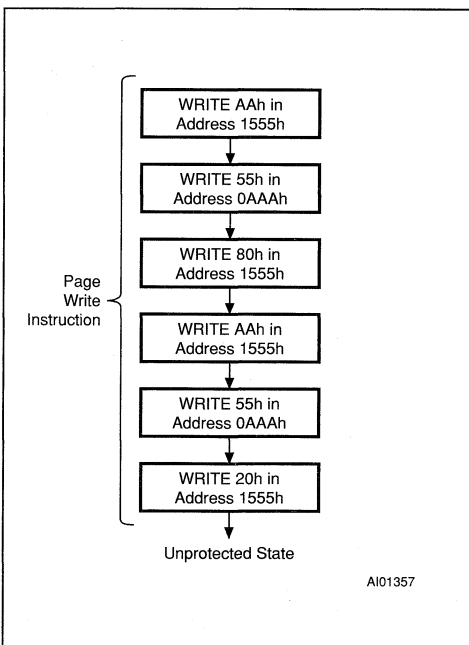 WRITE AAh in
Address 1555h
WRITE 55h in
Address 0AAAh
WRITE 80h in
Address 1555h
Page
Write
Instruction
WRITE AAh in
Address 1555h
WRITE 55h in
Address 0AAAh
WRITE 20h in
Address 1555h
Unprotected State
AI01357